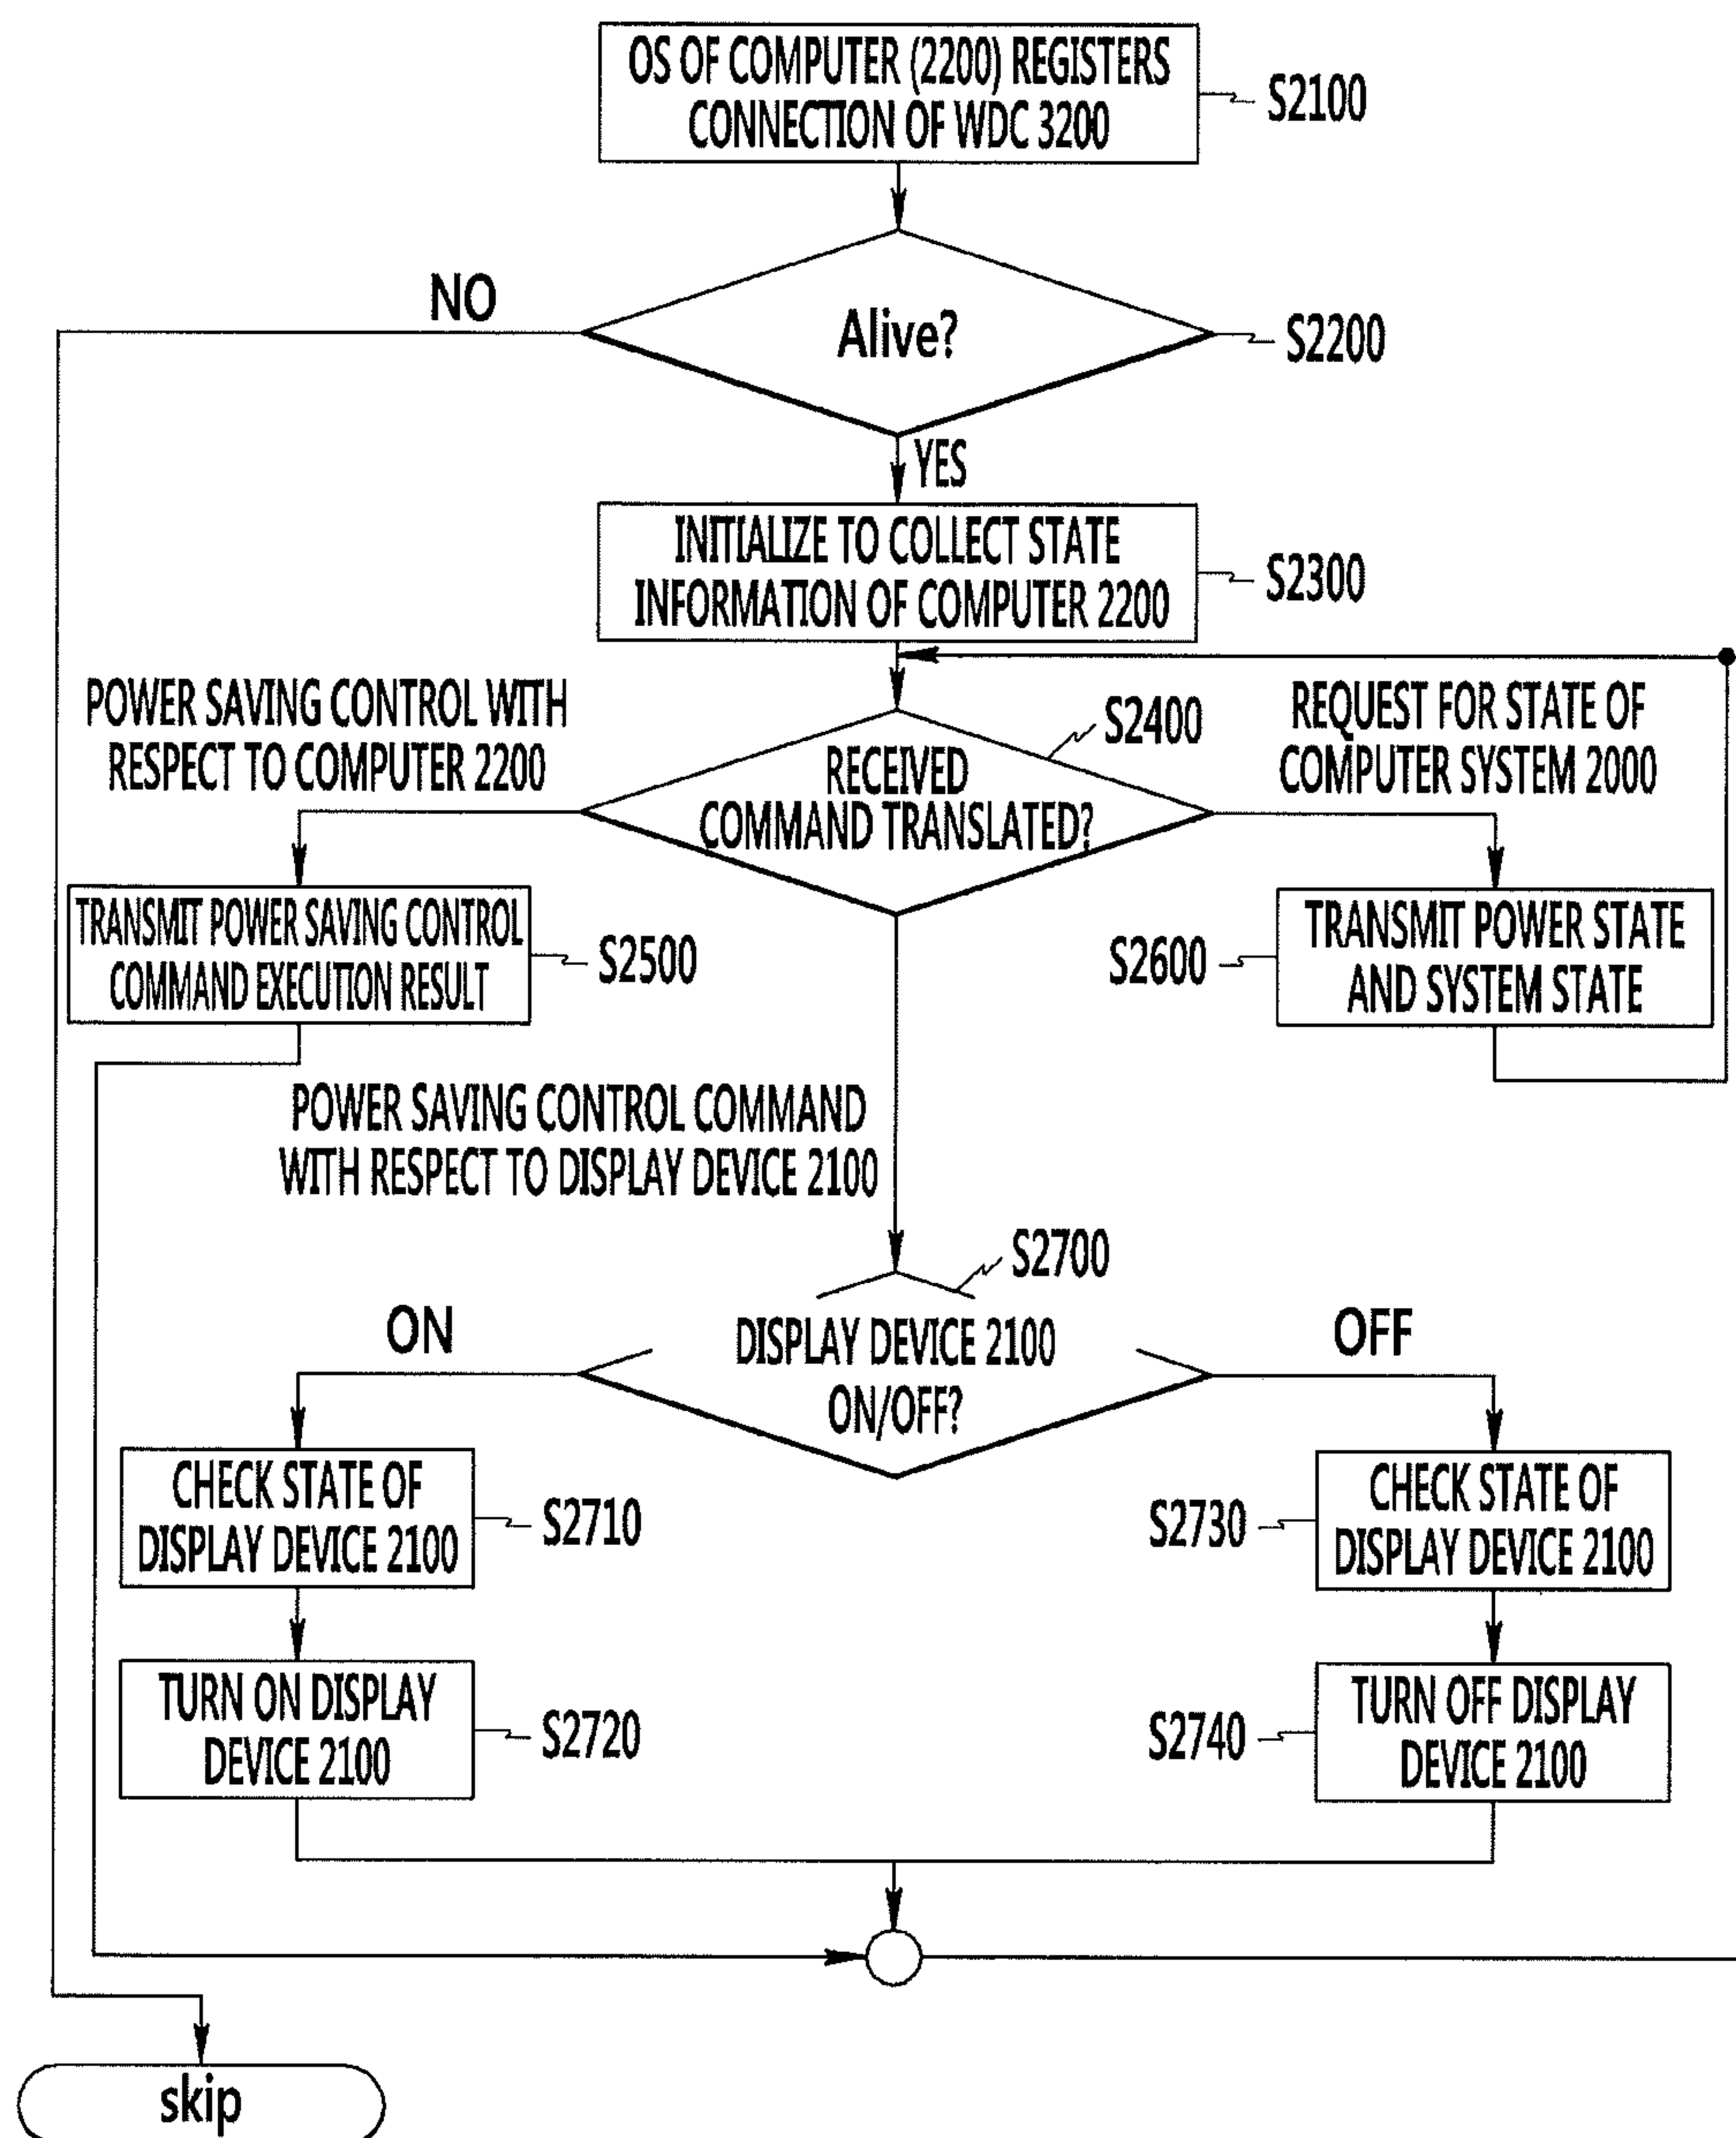 OS OF COMPUTER (2200) REGISTERS
CONNECTION OF WDC 3200
S2100
NO
Alive?
S2200
YES
INITIALIZE TO COLLECT STATE
INFORMATION OF COMPUTER 2200
S2300
POWER SAVING CONTROL WITH
RESPECT TO COMPUTER 2200
S2400
RECEIVED
COMMAND TRANSLATED?
REQUEST FOR STATE OF
COMPUTER SYSTEM 2000
TRANSMIT POWER SAVING CONTROL
COMMAND EXECUTION RESULT
S2500
S2600
TRANSMIT POWER STATE
AND SYSTEM STATE
POWER SAVING CONTROL COMMAND
WITH RESPECT TO DISPLAY DEVICE 2100
S2700
ON
DISPLAY DEVICE 2100
ON/OFF?
OFF
CHECK STATE OF
DISPLAY DEVICE 2100
S2710
S2730
CHECK STATE OF
DISPLAY DEVICE 2100
TURN ON DISPLAY
DEVICE 2100
S2720
S2740
TURN OFF DISPLAY
DEVICE 2100
skip